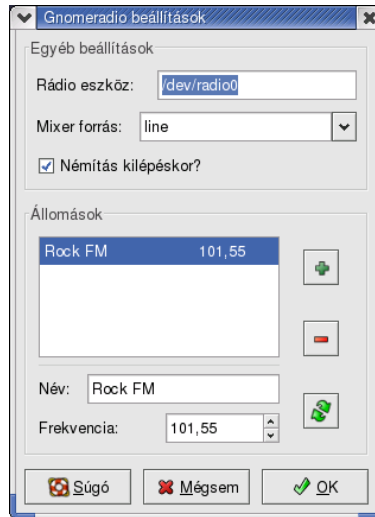 Gnomeradio beállítások
Egyéb beállítások
Rádio eszköz: /dev/radio0
Mixer forrás: line
Némítás kilépéskor?
Állomások
Rock FM 101,55
Név: Rock FM
Frekvencia: 101,55
Súgó Mégsem OK